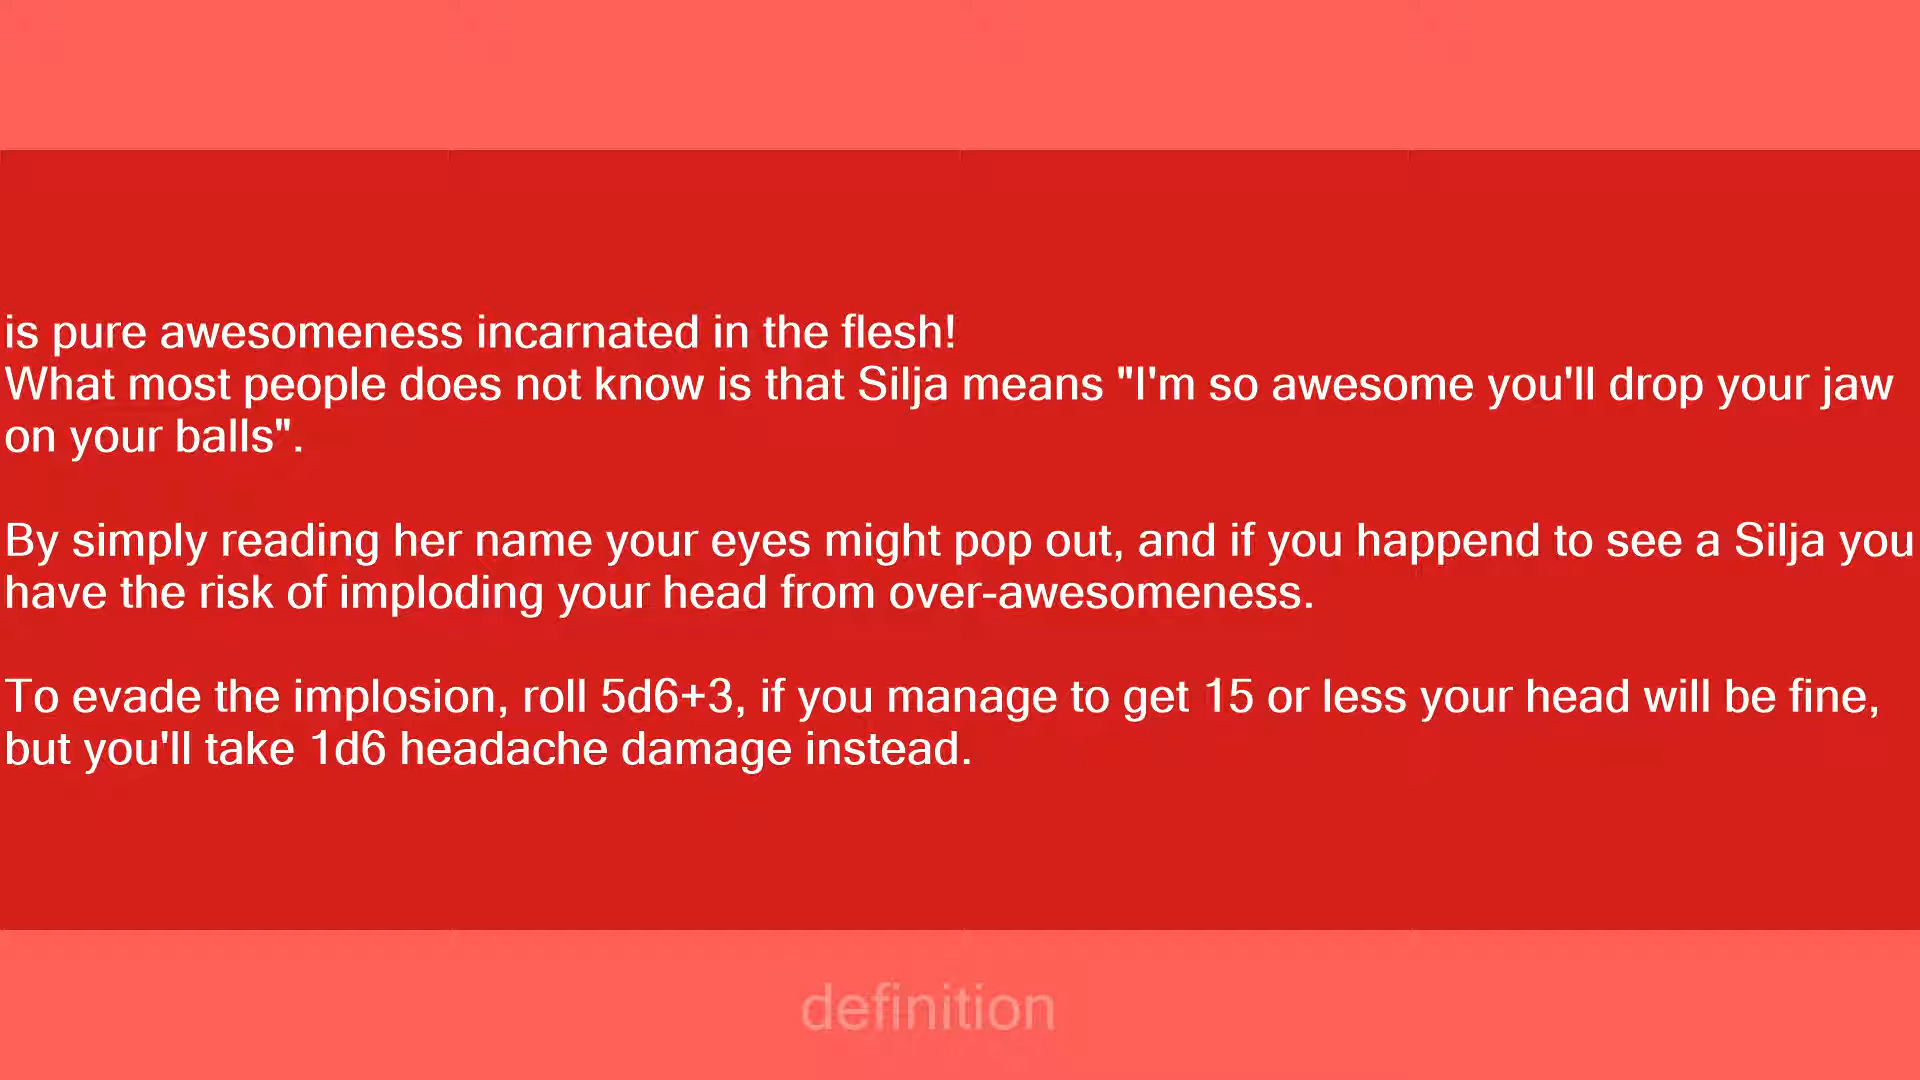 is pure awesomeness incarnated in the flesh!
What most people does not know is that Silja means "I'm so awesome you'll drop your jaw
on your balls".
By simply reading her name your eyes might pop out, and if you happend to see a Silja you
have the risk of imploding your head from over-awesomeness.
To evade the implosion, roll 5d6+3, if you manage to get 15 or less your head will be fine,
but you'll take 1d6 headache damage instead.
definition